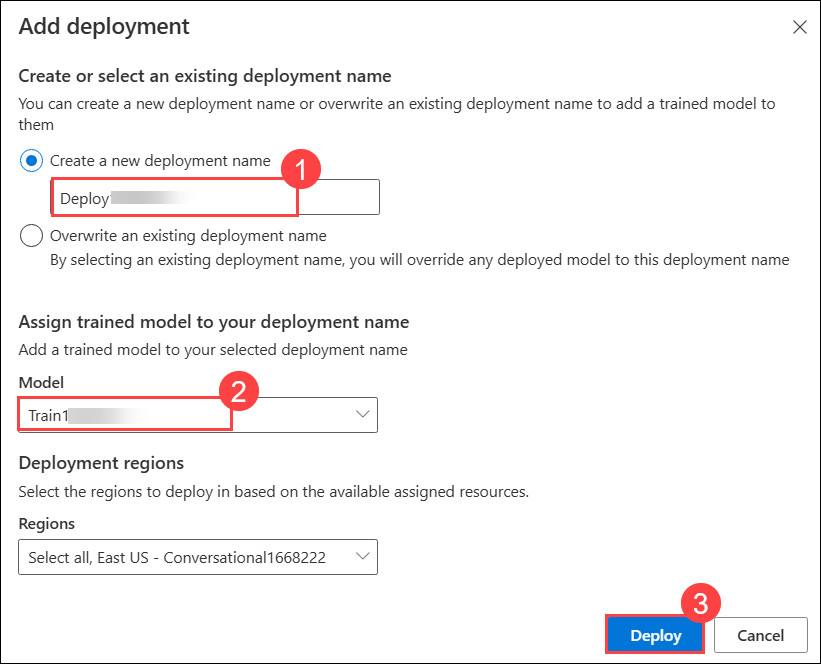 Add deployment
Create or select an existing deployment name
You can create a new deployment name or overwrite an existing deployment name to add a trained model to
them
Create a new deployment name
1
Deploy
Overwrite an existing deployment name
By selecting an existing deployment name, you will override any deployed model to this deployment name
Assign trained model to your deployment name
Add a trained model to your selected deployment name
Model
2
Train1
Deployment regions
Select the regions to deploy in based on the available assigned resources.
Regions
Select all, East US - Conversational1668222
3
Deploy
Cancel